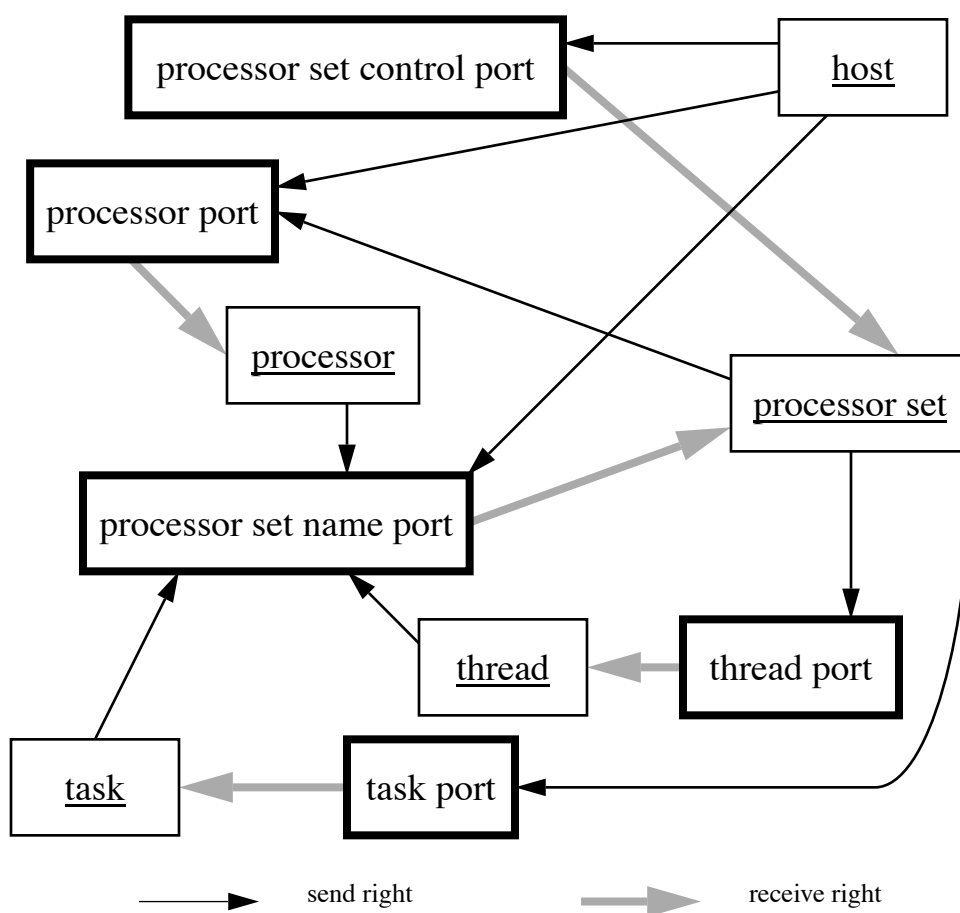 processor set control port
host
processor port
processor
processor set
processor set name port
thread
thread port
task
task port
send right
receive right